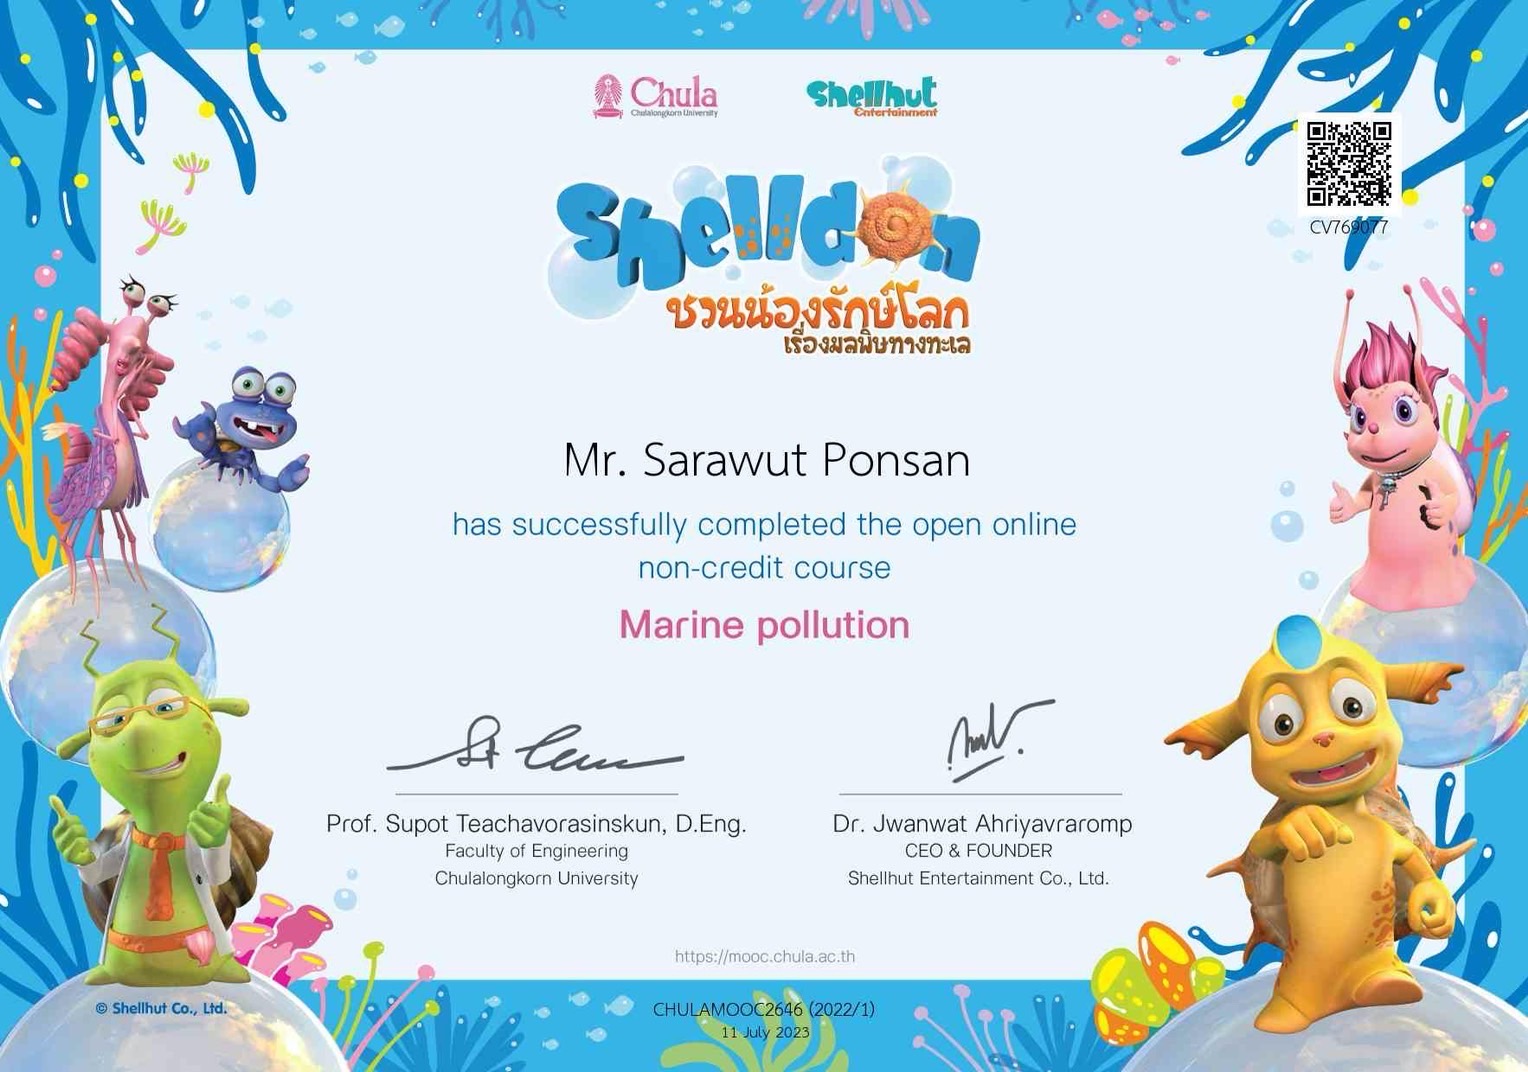 Chula
Chulalongkorn University
Shellhut
Entertainment
CV769077
Shelldon
ชวนน้องรักษ์โลก
เรื่องมลพิษทางทะเล
Mr. Sarawut Ponsan
has successfully completed the open online
non-credit course
Marine pollution
Prof. Supot Teachavorasinskun, D.Eng.
Faculty of Engineering
Chulalongkorn University
Dr. Jwanwat Ahriyavraromp
CEO & FOUNDER
Shellhut Entertainment Co., Ltd.
https://mooc.chula.ac.th
© Shellhut Co., Ltd.
CHULAMOOC2646 (2022/1)
11 July 2023